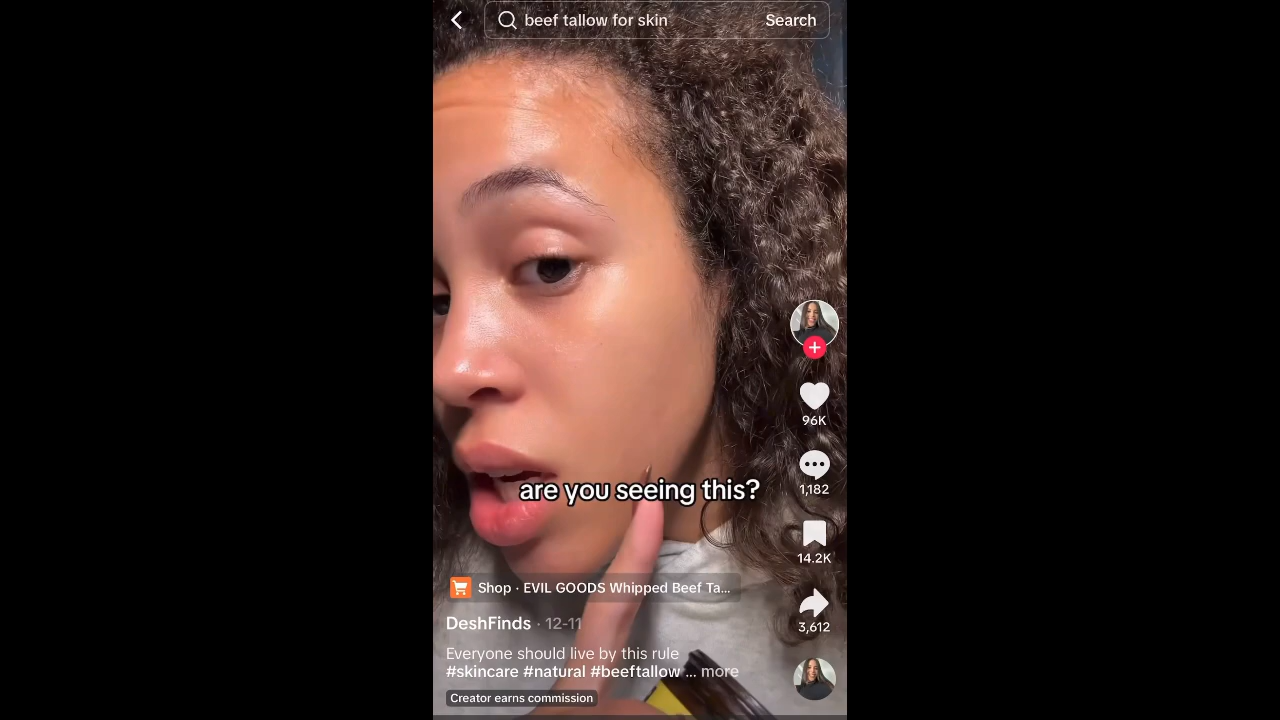 beef tallow for skin
Search
96K
1,182
14.2K
3,612
are you seeing this?
Shop · EVIL GOODS Whipped Beef Ta...
DeshFinds · 12-11
Everyone should live by this rule
#skincare #natural #beeftallow ... more
Creator earns commission